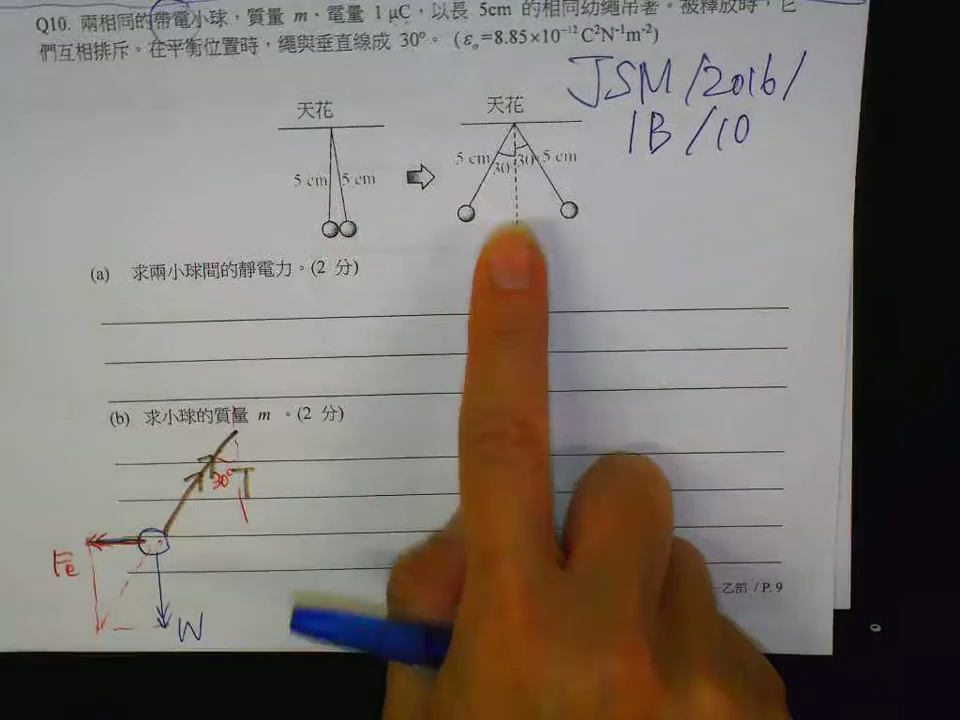 Q10. 兩相同的帶電小球，質量 m、電量 1 μC，以長 5cm 的相同幼繩吊著。被釋放時，它
們互相排斥。在平衡位置時，繩與垂直線成 30°。(εₒ=8.85×10⁻¹² C²N⁻¹m⁻²)
JSM/2016/
1B/10
天花
天花
5 cm 5 cm
5 cm 30 30 5 cm
(a) 求兩小球間的靜電力。(2 分)
(b) 求小球的質量 m 。(2 分)
30°
T
Fe
W
乙部 / P. 9